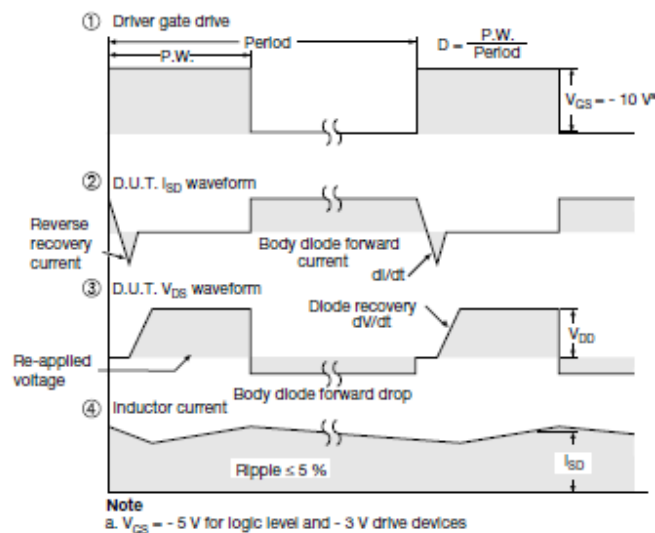 ① Driver gate drive
Period
P.W.
D = P.W.
Period
V_GS = - 10 Vᵃ
② D.U.T. I_SD waveform
Reverse
recovery
current
Body diode forward
current
dI/dt
③ D.U.T. V_DS waveform
Diode recovery
dV/dt
V_DD
Re-applied
voltage
Body diode forward drop
④ Inductor current
Ripple ≤ 5 %
I_SD
Note
a. V_GS = - 5 V for logic level and - 3 V drive devices